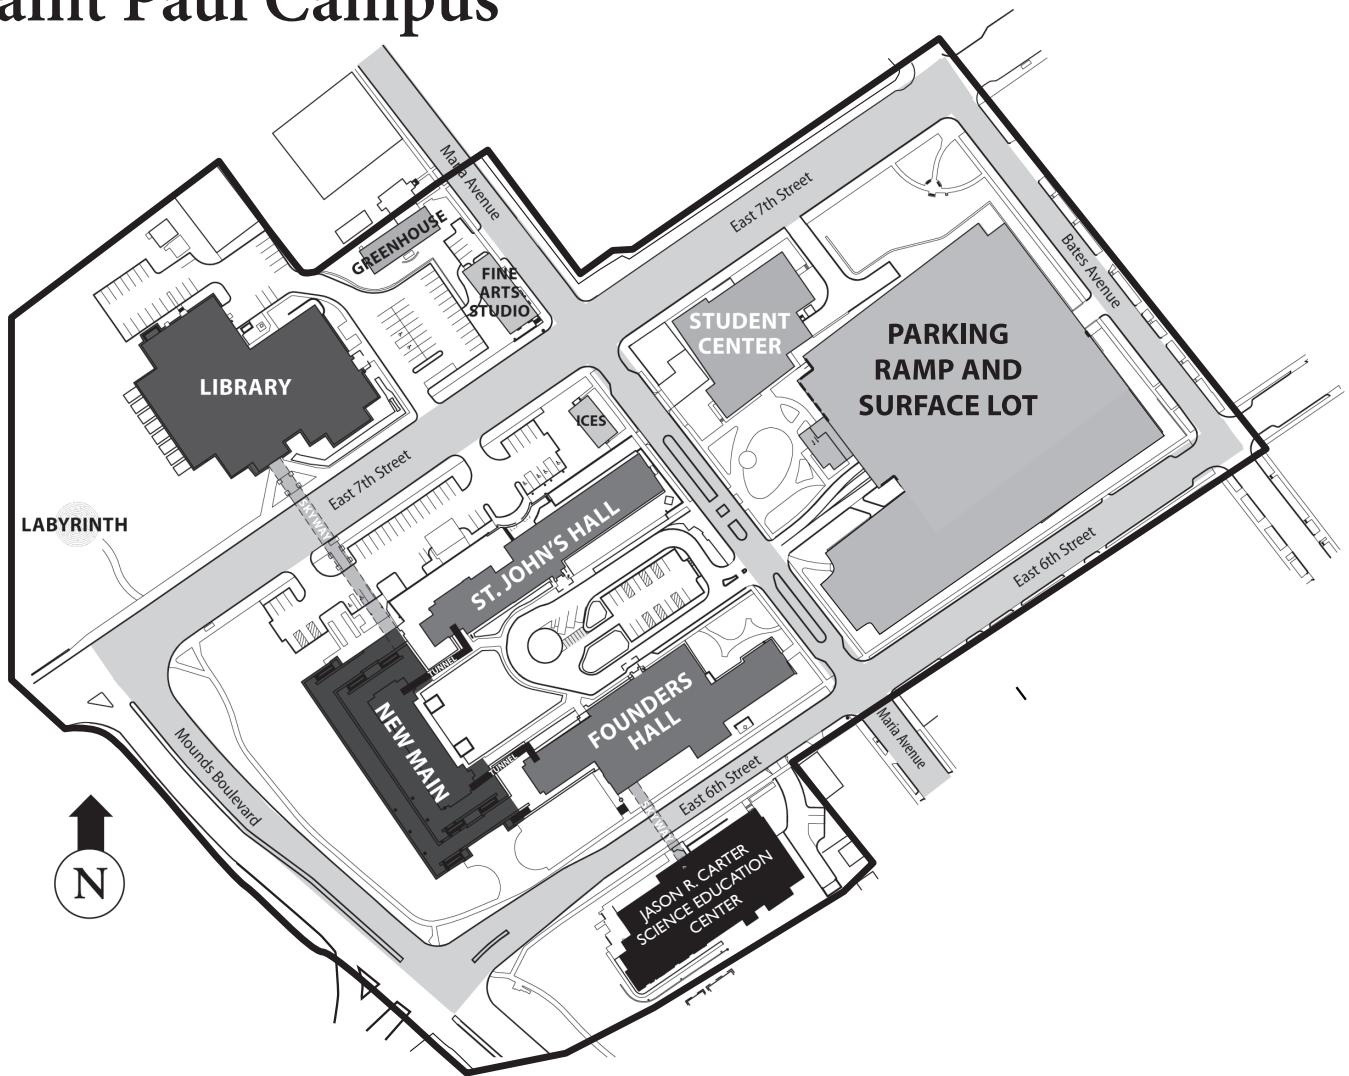 aint Paul Campus
Maria Avenue
East 7th Street
GREENHOUSE
Bates Avenue
FINE
ARTS
STUDIO
STUDENT
CENTER
PARKING
RAMP AND
SURFACE LOT
LIBRARY
ICES
East 7th Street
SKYWAY
LABYRINTH
ST. JOHN'S HALL
East 6th Street
TUNNEL
FOUNDERS
HALL
NEW MAIN
TUNNEL
Maria Avenue
Mounds Boulevard
East 6th Street
SKYWAY
JASON R. CARTER
SCIENCE EDUCATION
CENTER
N